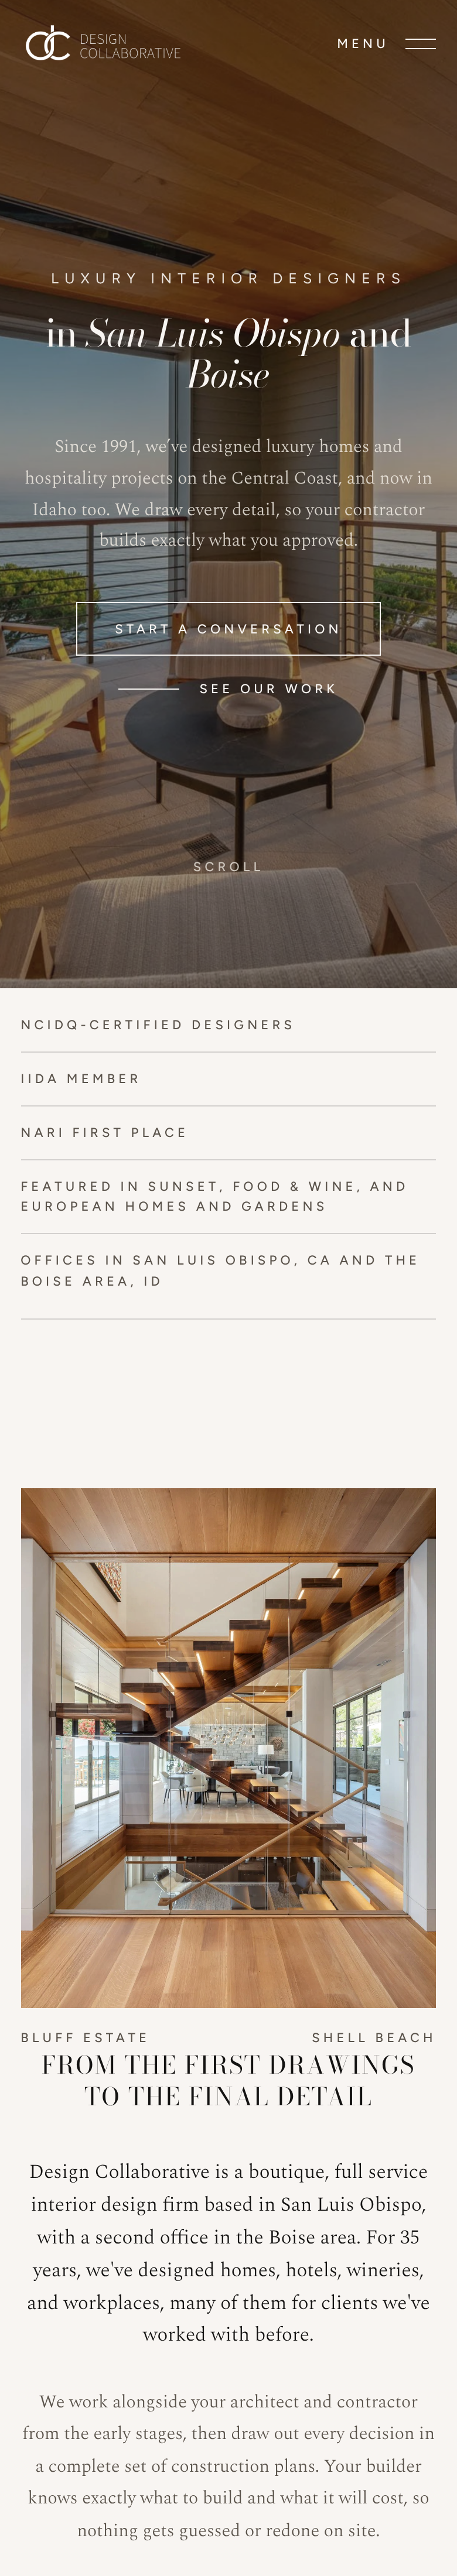 DESIGN
COLLABORATIVE
MENU
LUXURY INTERIOR DESIGNERS
in San Luis Obispo and
Boise
Since 1991, we’ve designed luxury homes and
hospitality projects on the Central Coast, and now in
Idaho too. We draw every detail, so your contractor
builds exactly what you approved.
START A CONVERSATION
SEE OUR WORK
SCROLL
NCIDQ-CERTIFIED DESIGNERS
IIDA MEMBER
NARI FIRST PLACE
FEATURED IN SUNSET, FOOD & WINE, AND
EUROPEAN HOMES AND GARDENS
OFFICES IN SAN LUIS OBISPO, CA AND THE
BOISE AREA, ID
BLUFF ESTATE
SHELL BEACH
FROM THE FIRST DRAWINGS
TO THE FINAL DETAIL
Design Collaborative is a boutique, full service
interior design firm based in San Luis Obispo,
with a second office in the Boise area. For 35
years, we've designed homes, hotels, wineries,
and workplaces, many of them for clients we've
worked with before.
We work alongside your architect and contractor
from the early stages, then draw out every decision in
a complete set of construction plans. Your builder
knows exactly what to build and what it will cost, so
nothing gets guessed or redone on site.